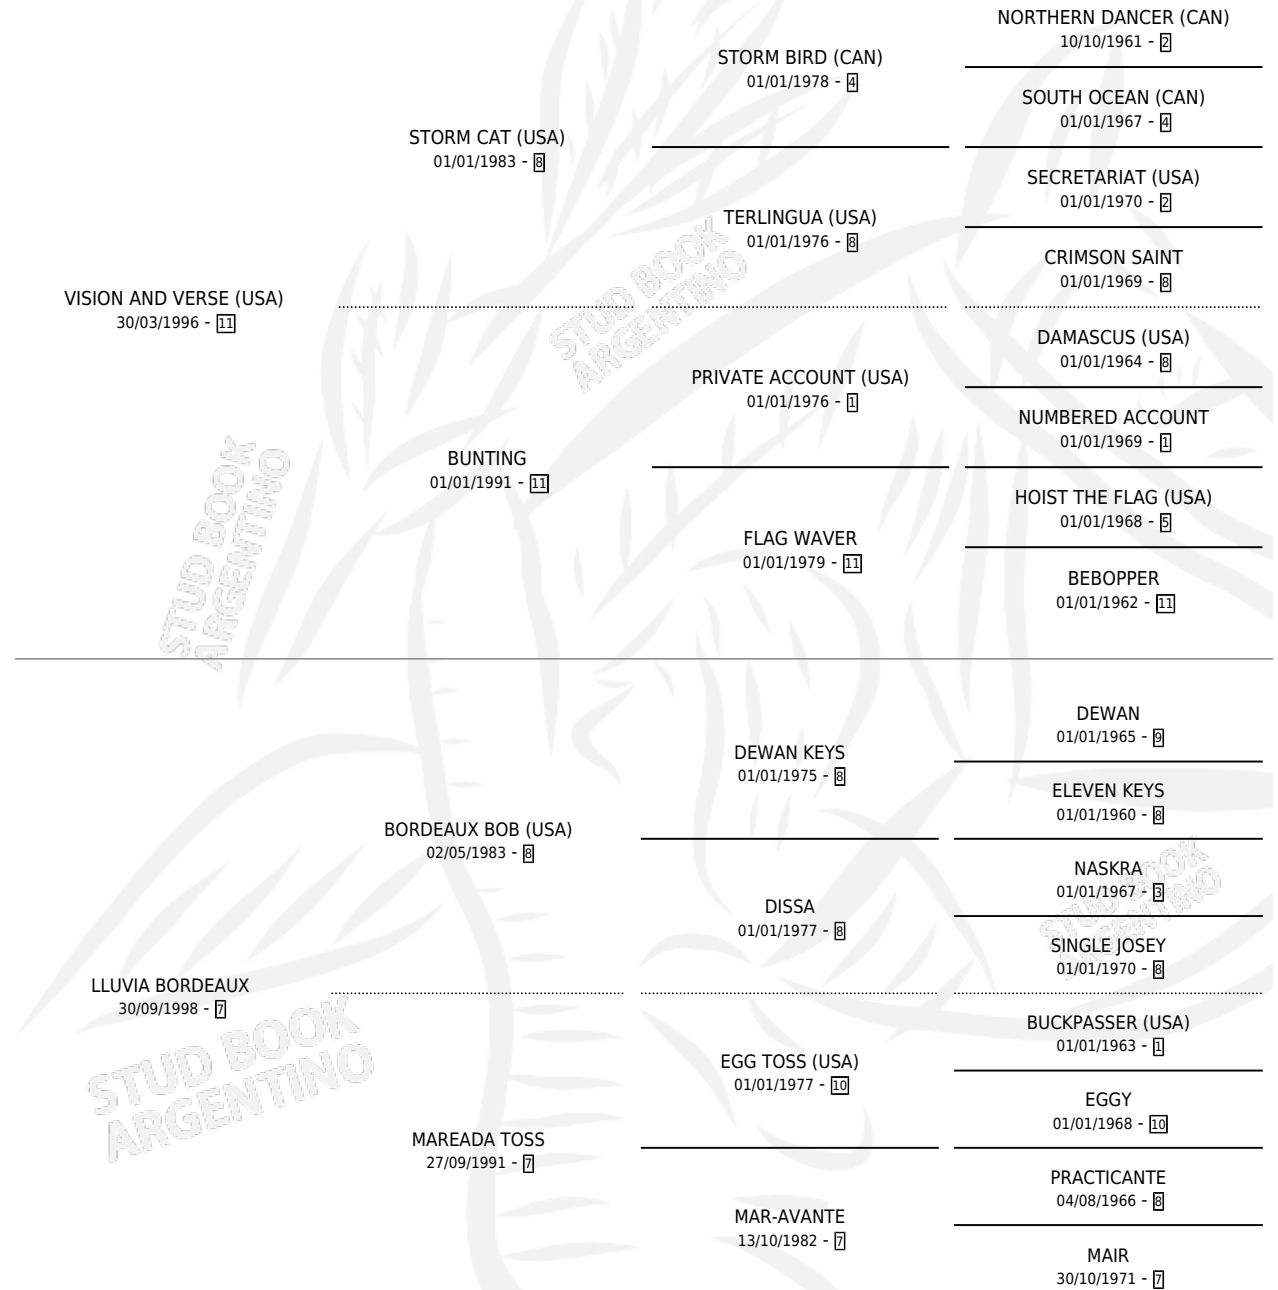 NORTHERN DANCER (CAN)
10/10/1961 - 2
STORM BIRD (CAN)
01/01/1978 - 4
SOUTH OCEAN (CAN)
01/01/1967 - 4
STORM CAT (USA)
01/01/1983 - 8
SECRETARIAT (USA)
01/01/1970 - 2
TERLINGUA (USA)
01/01/1976 - 8
CRIMSON SAINT
01/01/1969 - 8
VISION AND VERSE (USA)
30/03/1996 - 11
DAMASCUS (USA)
01/01/1964 - 8
PRIVATE ACCOUNT (USA)
01/01/1976 - 1
NUMBERED ACCOUNT
01/01/1969 - 1
BUNTING
01/01/1991 - 11
HOIST THE FLAG (USA)
01/01/1968 - 5
FLAG WAVER
01/01/1979 - 11
BEBOPPER
01/01/1962 - 11
DEWAN
01/01/1965 - 9
DEWAN KEYS
01/01/1975 - 8
ELEVEN KEYS
01/01/1960 - 8
BORDEAUX BOB (USA)
02/05/1983 - 8
NASKRA
01/01/1967 - 3
DISSA
01/01/1977 - 8
SINGLE JOSEY
01/01/1970 - 8
LLUVIA BORDEAUX
30/09/1998 - 7
BUCKPASSER (USA)
01/01/1963 - 1
EGG TOSS (USA)
01/01/1977 - 10
EGGY
01/01/1968 - 10
MAREADA TOSS
27/09/1991 - 7
PRACTICANTE
04/08/1966 - 8
MAR-AVANTE
13/10/1982 - 7
MAIR
30/10/1971 - 7
STUD BOOK
ARGENTINO
STUD BOOK
ARGENTINO
STUD BOOK
ARGENTINO
STUD BOOK
ARGENTINO